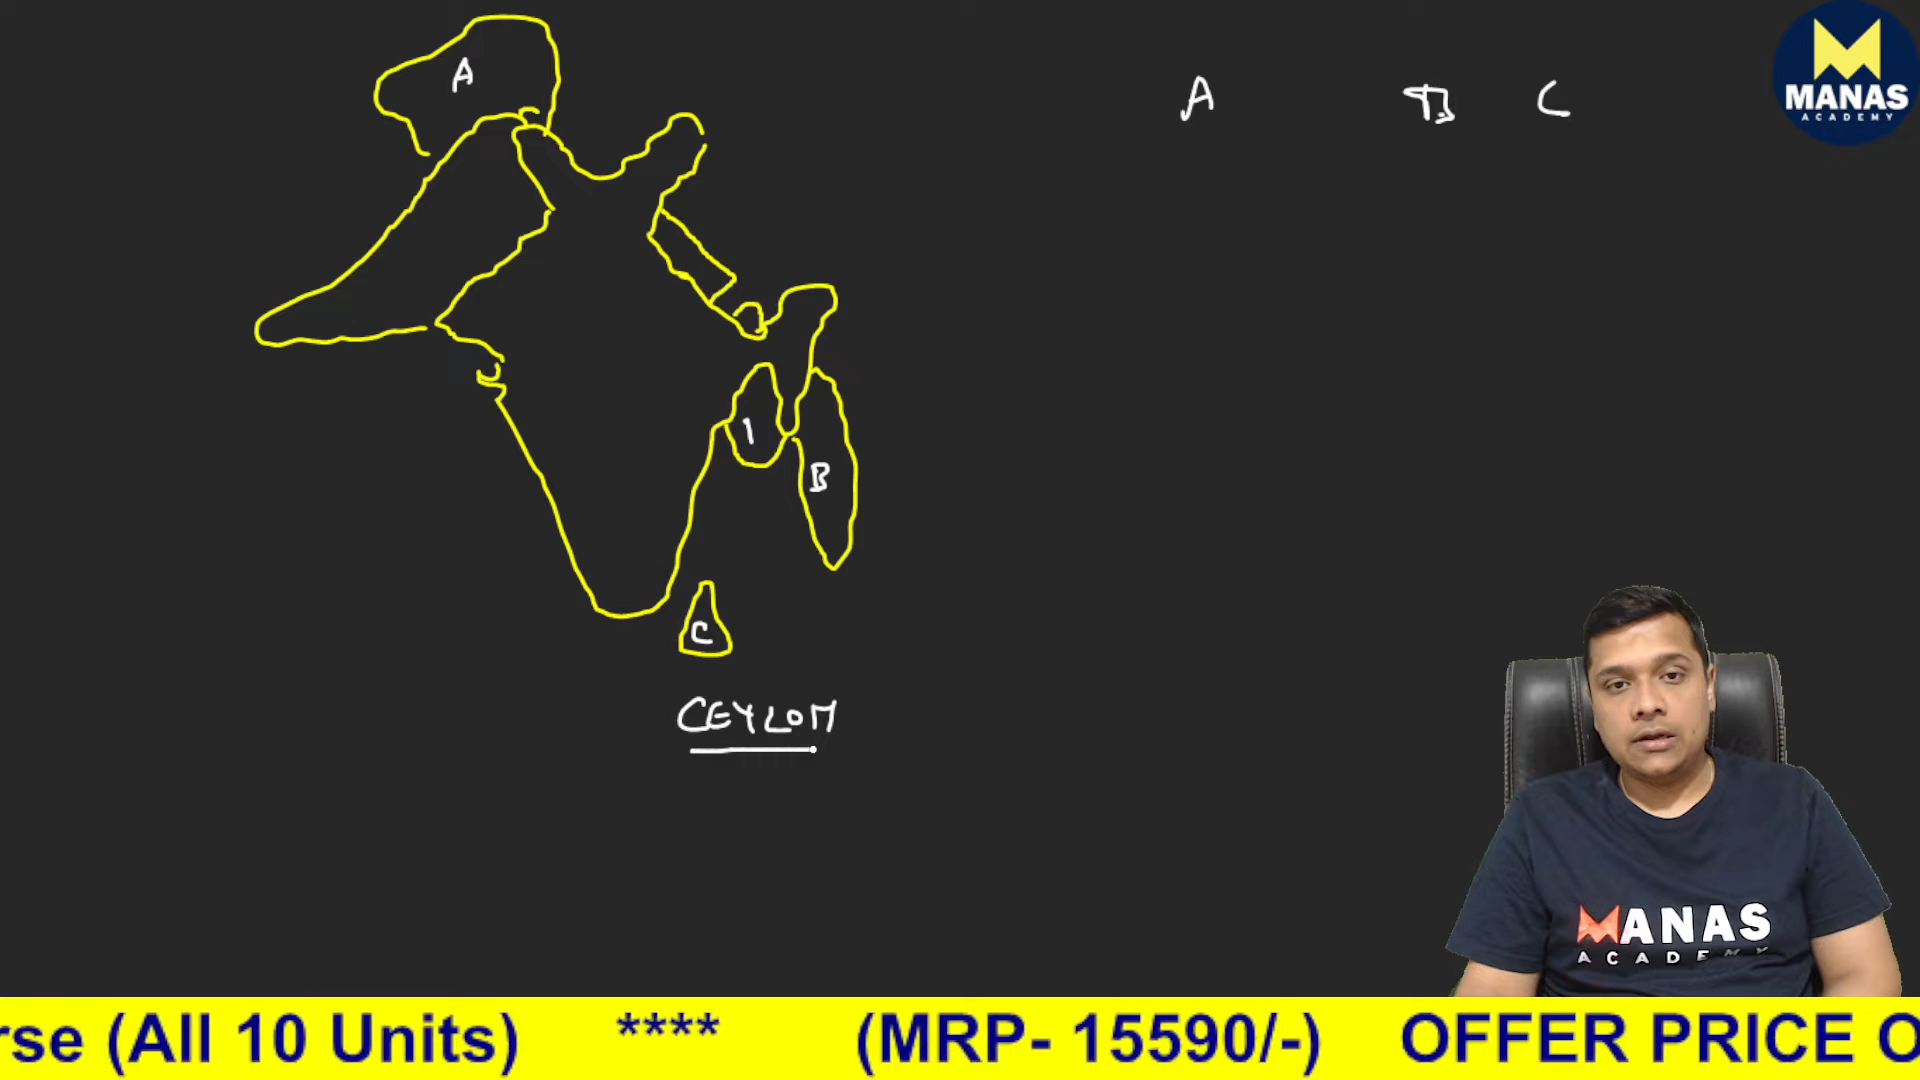 A
A B C
MANAS
ACADEMY
1
B
C
CEYLON
MANAS
ACADEMY
rse (All 10 Units) **** (MRP- 15590/-) OFFER PRICE O